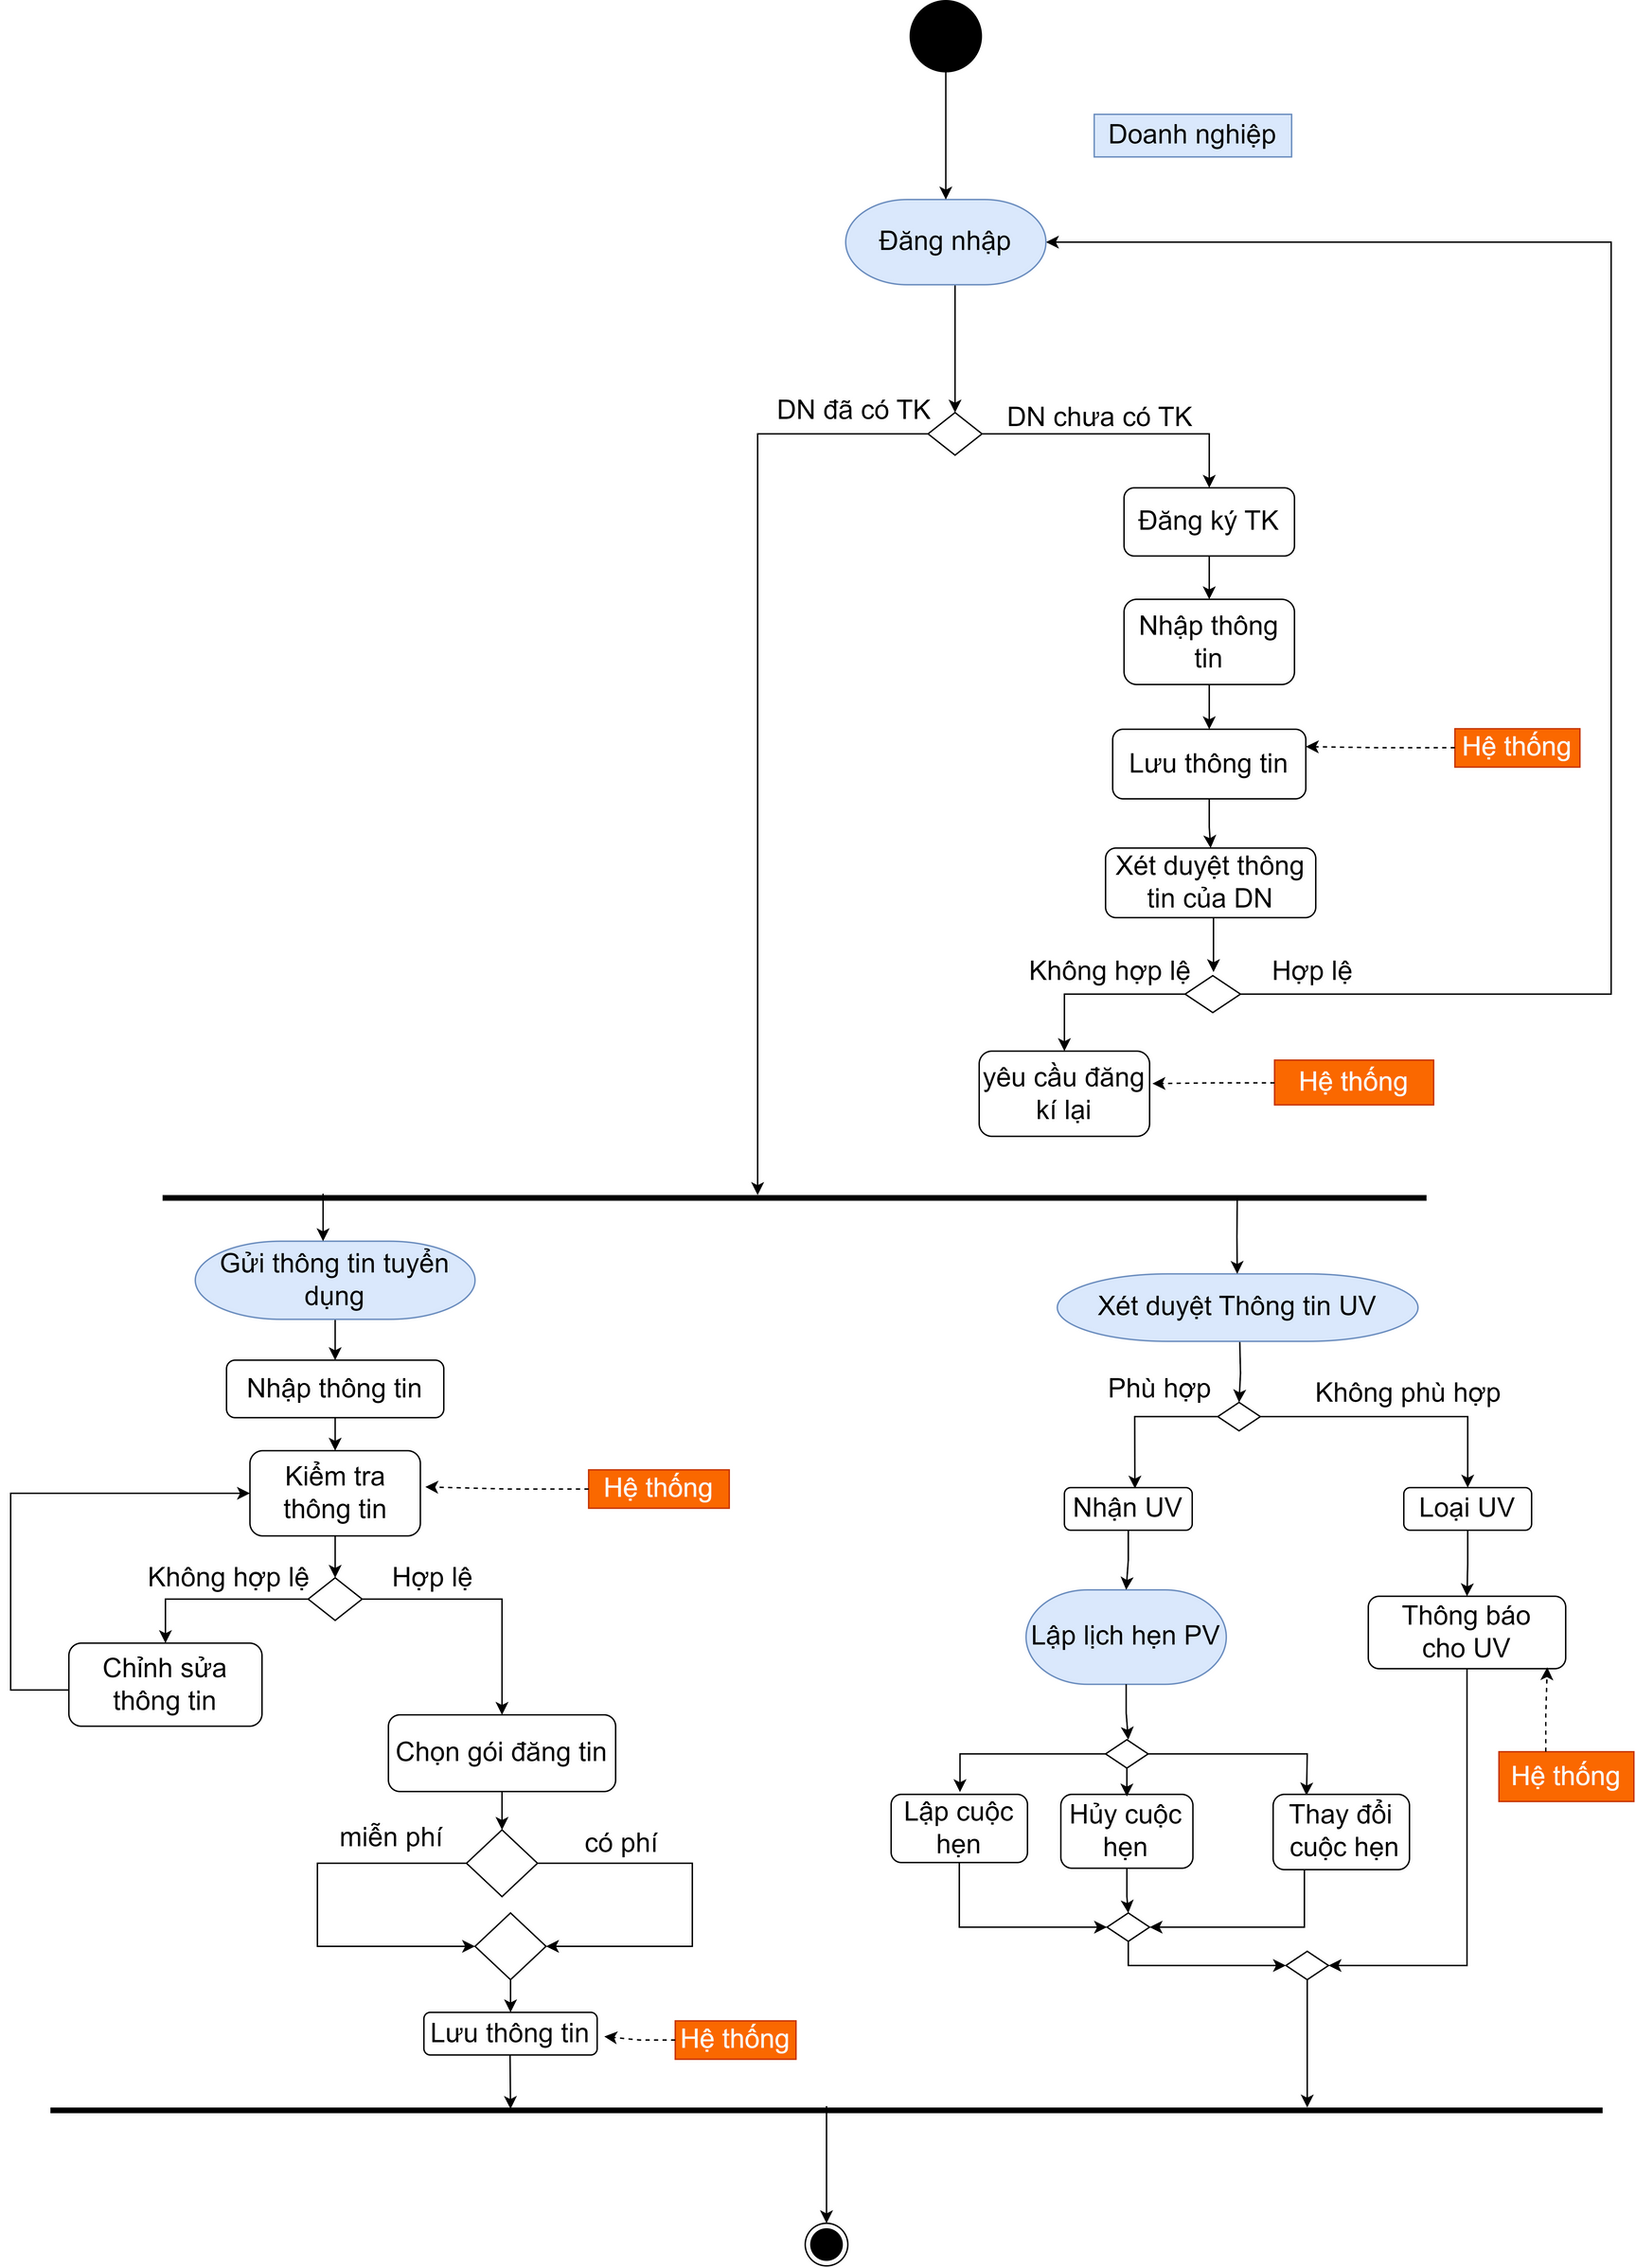 Doanh nghiệp
Đăng nhập
DN đã có TK
DN chưa có TK
Đăng ký TK
Nhập thông
tin
Lưu thông tin
Hệ thống
Xét duyệt thông
tin của DN
Không hợp lệ
Hợp lệ
yêu cầu đăng
kí lại
Hệ thống
Gửi thông tin tuyển
dụng
Nhập thông tin
Kiểm tra
thông tin
Hệ thống
Không hợp lệ
Hợp lệ
Chỉnh sửa
thông tin
Chọn gói đăng tin
miễn phí
có phí
Lưu thông tin
Hệ thống
Xét duyệt Thông tin UV
Phù hợp
Không phù hợp
Nhận UV
Loại UV
Lập lịch hẹn PV
Thông báo
cho UV
Hệ thống
Lập cuộc
hẹn
Hủy cuộc
hẹn
Thay đổi
cuộc hẹn